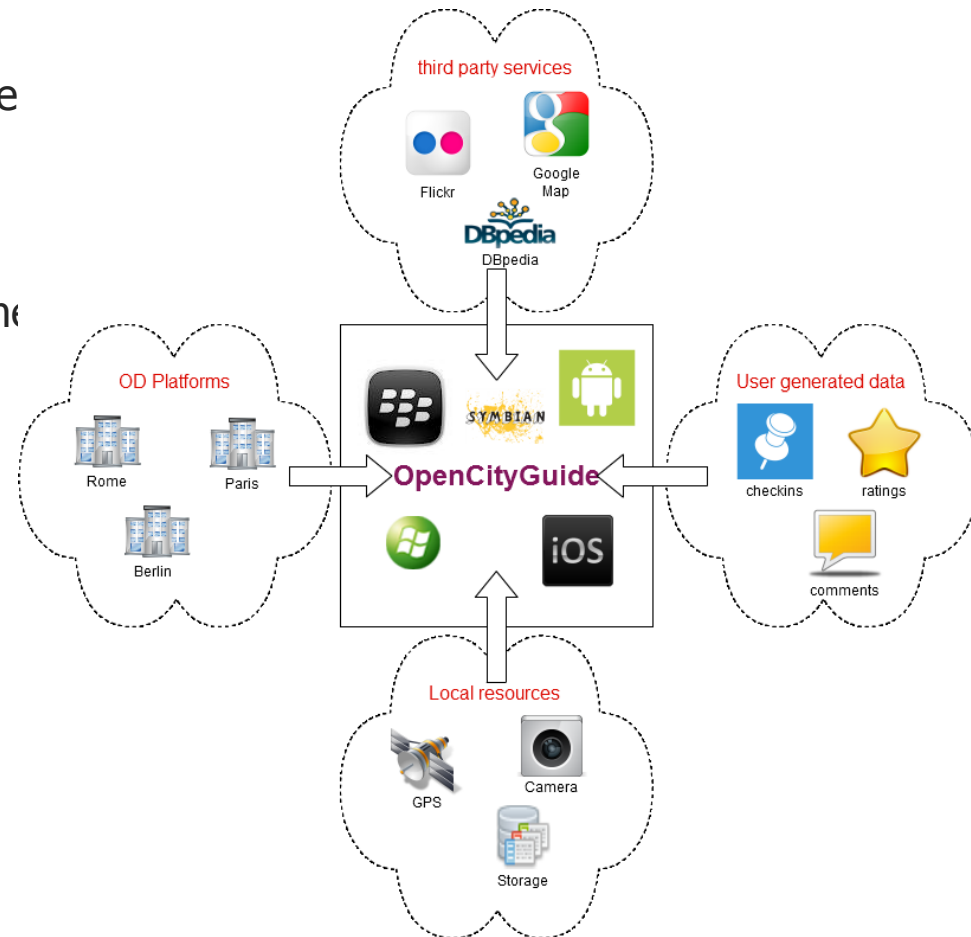 e
ne
third party services
Flickr
Google
Map
DBpedia
DBpedia
OD Platforms
Rome
Paris
Berlin
SYMBIAN
OpenCityGuide
iOS
User generated data
checkins
ratings
comments
Local resources
GPS
Camera
Storage